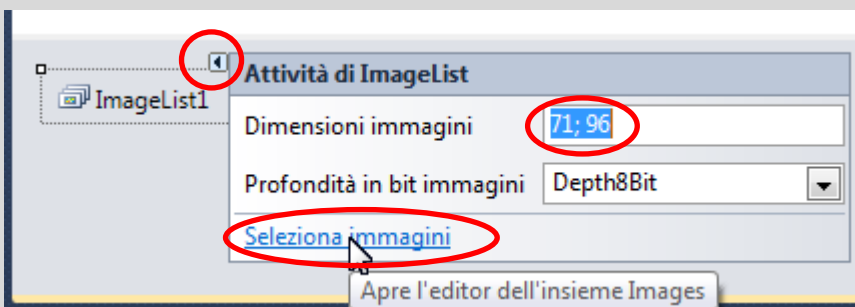 ImageList1
Attività di ImageList
Dimensioni immagini 71; 96
Profondità in bit immagini Depth8Bit
Seleziona immagini
Apre l'editor dell'insieme Images